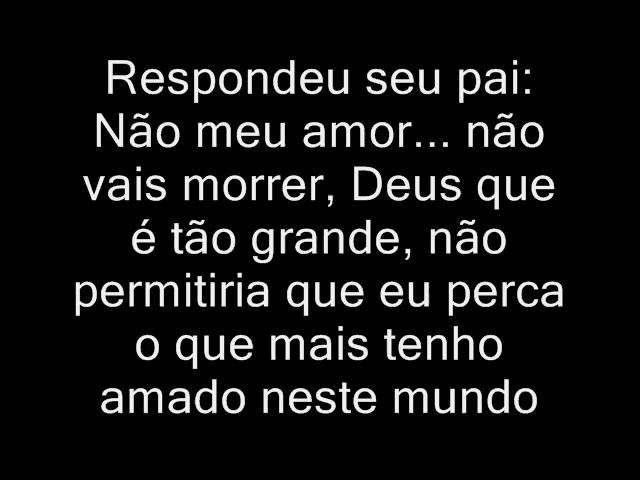 Respondeu seu pai:
Não meu amor... não
vais morrer, Deus que
é tão grande, não
permitiria que eu perca
o que mais tenho
amado neste mundo